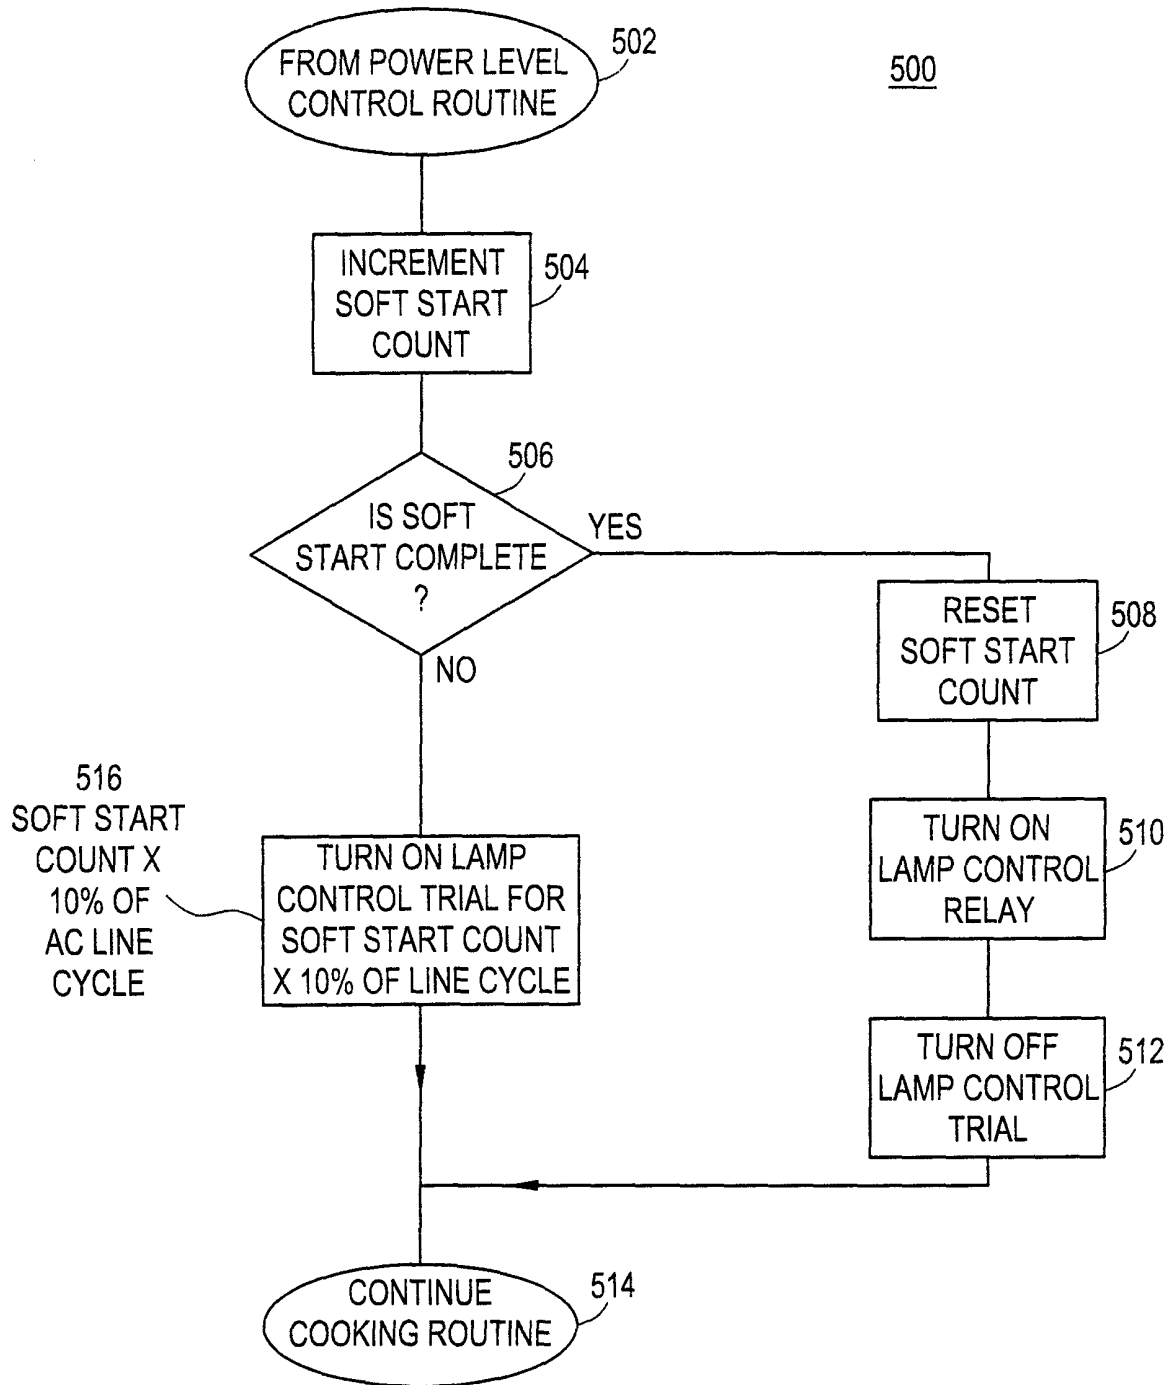 FROM POWER LEVEL
CONTROL ROUTINE
502
500
INCREMENT
SOFT START
COUNT
504
IS SOFT
START COMPLETE
?
506
YES
NO
RESET
SOFT START
COUNT
508
TURN ON
LAMP CONTROL
RELAY
510
TURN OFF
LAMP CONTROL
TRIAL
512
516
SOFT START
COUNT X
10% OF
AC LINE
CYCLE
TURN ON LAMP
CONTROL TRIAL FOR
SOFT START COUNT
X 10% OF LINE CYCLE
CONTINUE
COOKING ROUTINE
514